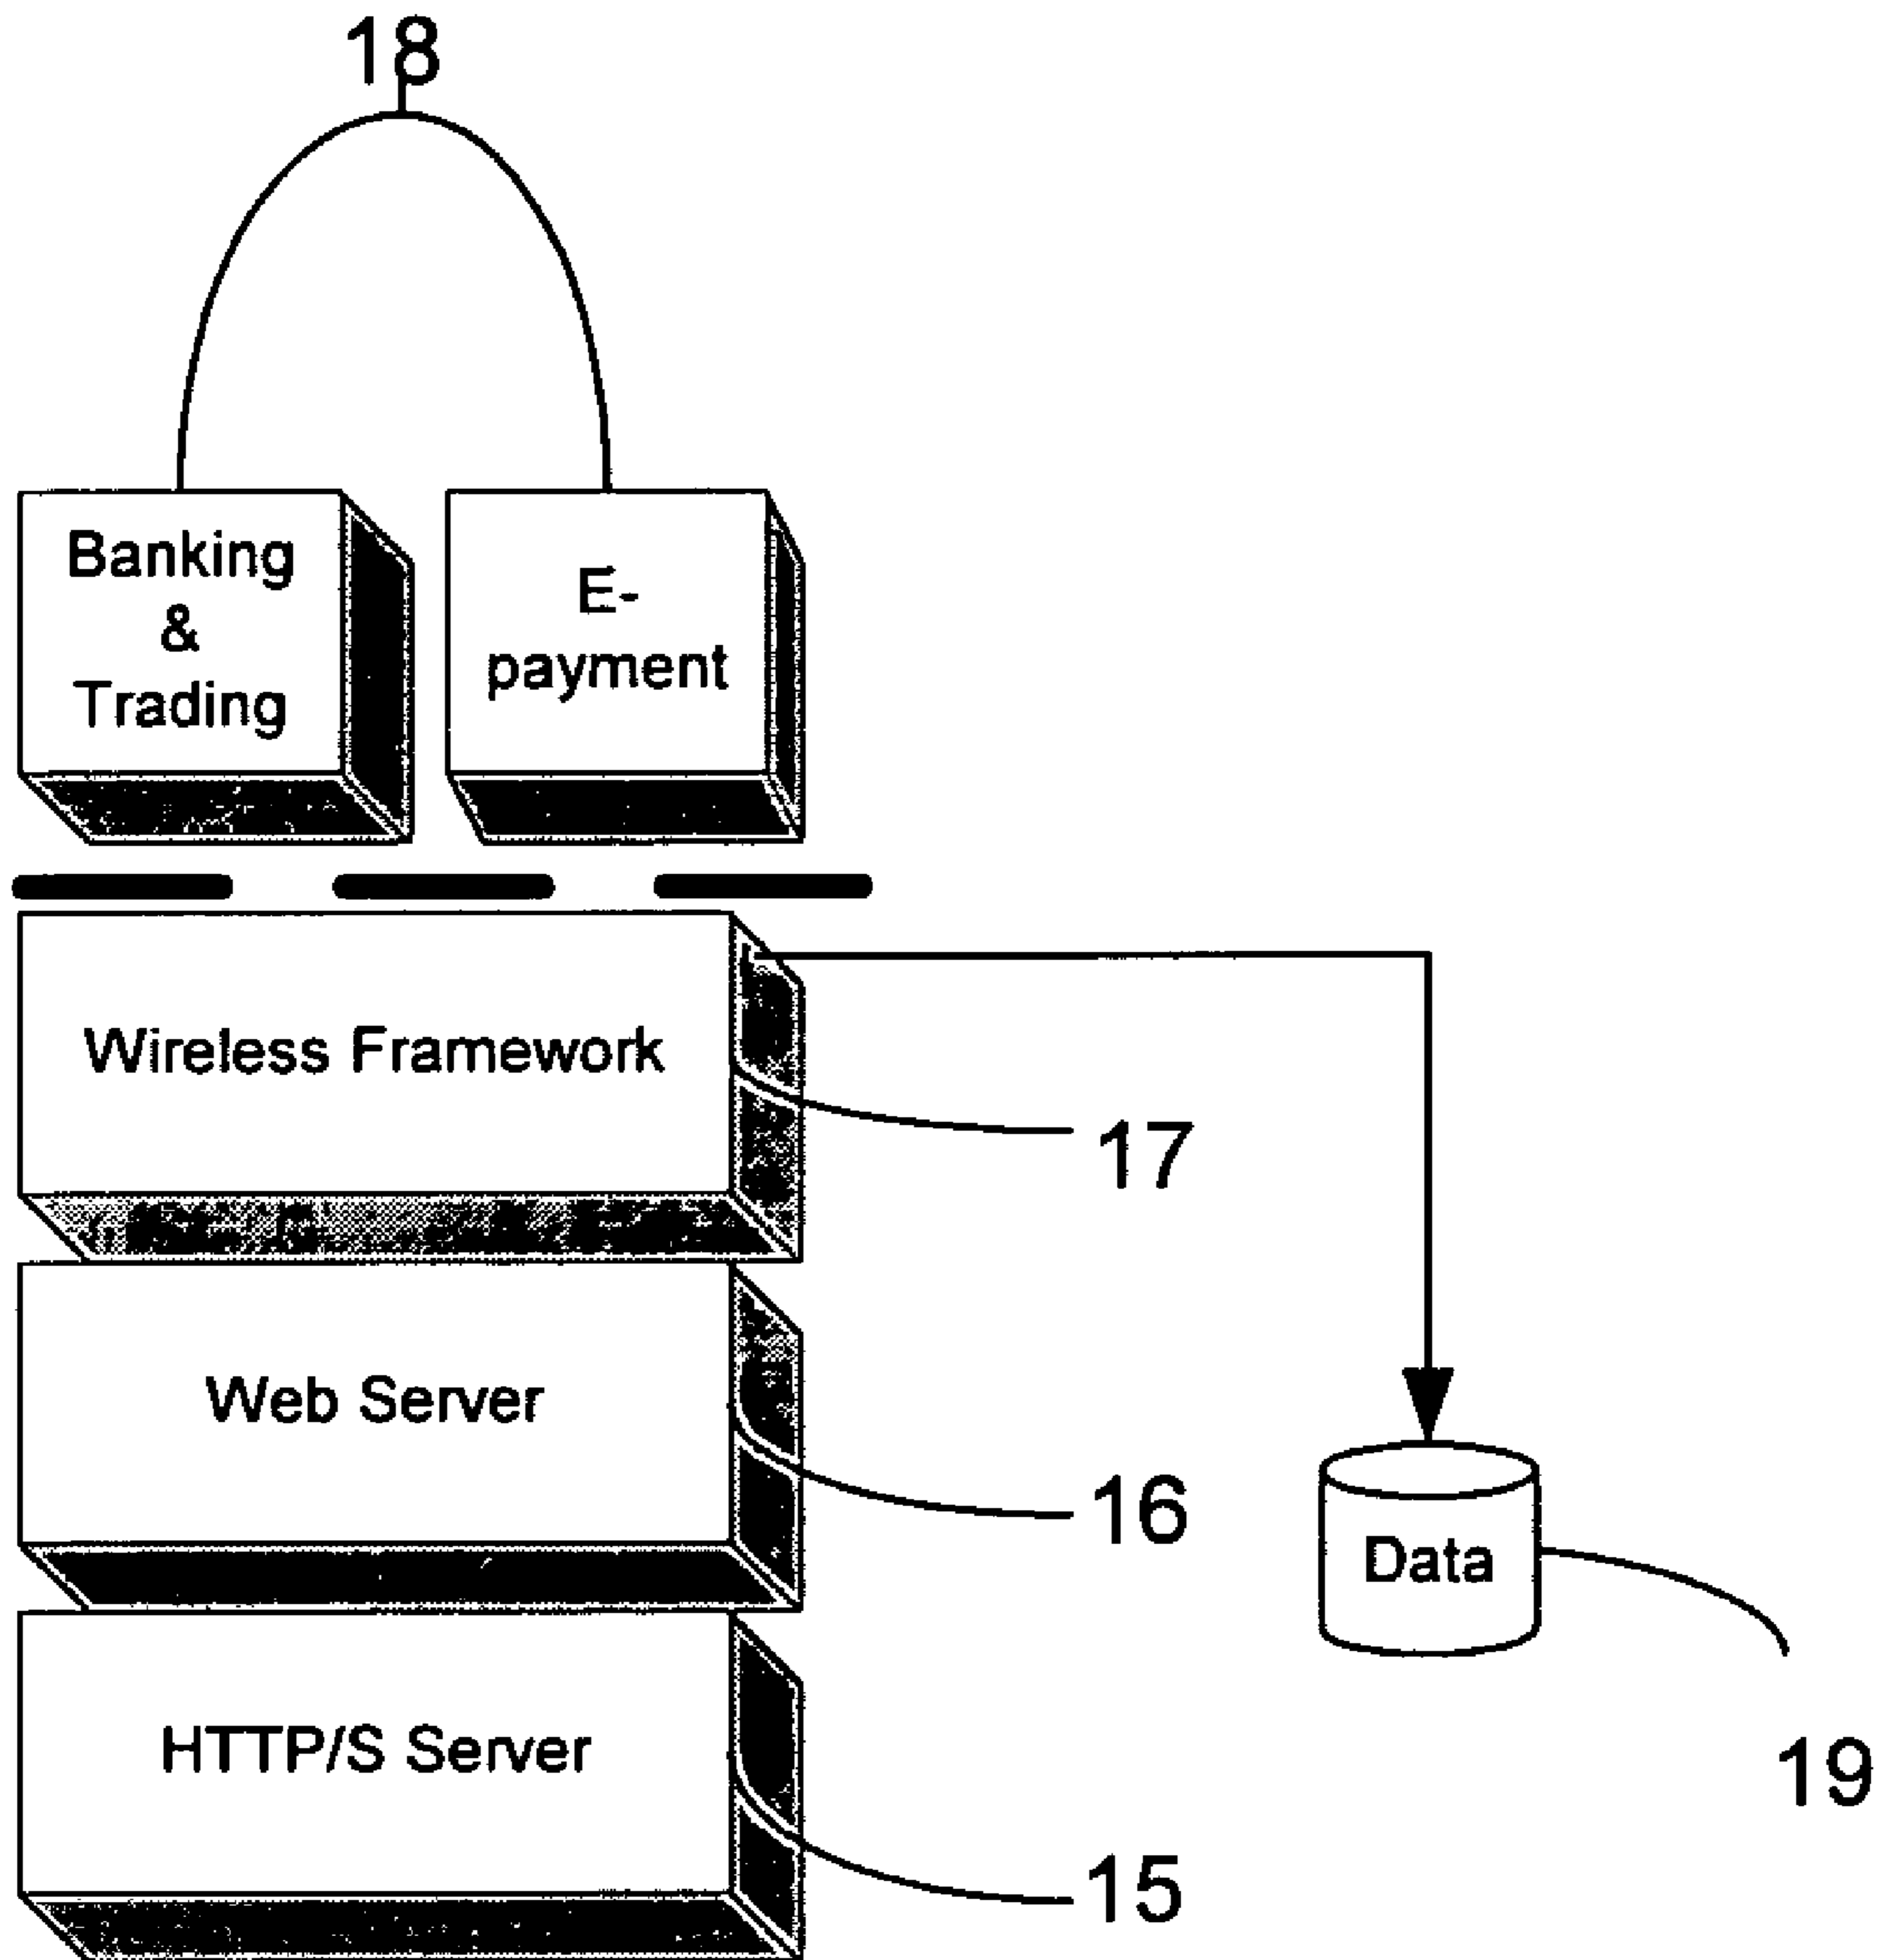 18
Banking
&
Trading
E-
payment
Wireless Framework
17
Web Server
16
Data
HTTP/S Server
19
15